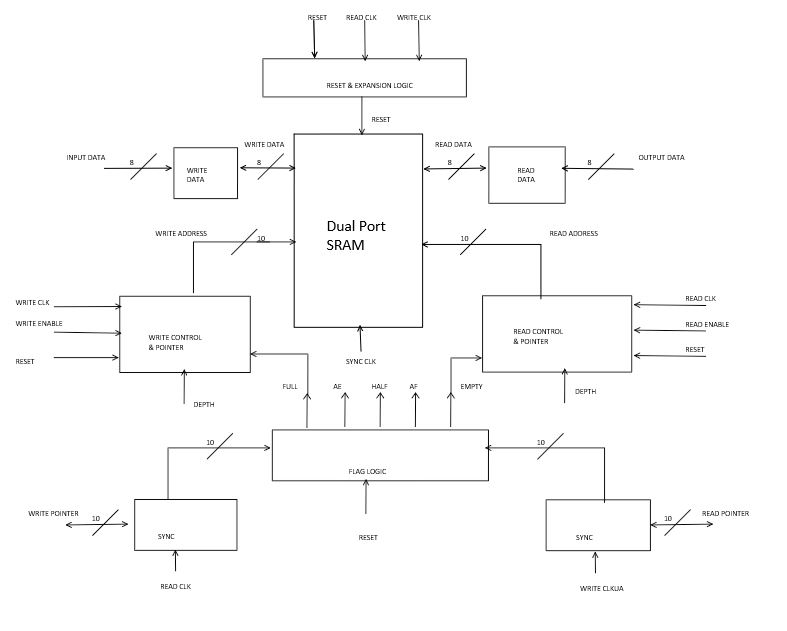 RESET READ CLK WRITE CLK
RESET & EXPANSION LOGIC
RESET
INPUT DATA 8 WRITE DATA 8 READ DATA 8 8 OUTPUT DATA
WRITE
DATA
READ
DATA
Dual Port
SRAM
WRITE ADDRESS 10 10 READ ADDRESS
WRITE CLK
WRITE ENABLE
RESET
WRITE CONTROL
& POINTER
READ CONTROL
& POINTER
READ CLK
READ ENABLE
RESET
SYNC CLK
DEPTH FULL AE HALF AF EMPTY DEPTH
10 10
FLAG LOGIC
WRITE POINTER 10 10 READ POINTER
SYNC RESET SYNC
READ CLK WRITE CLKUA